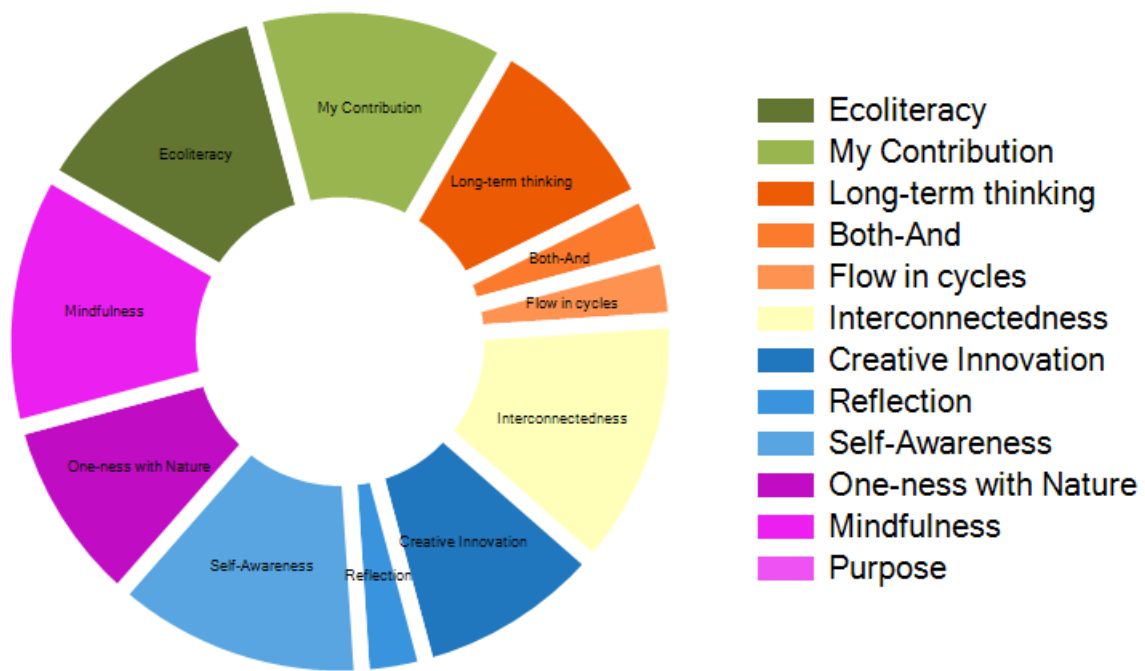 My Contribution
Ecoliteracy
Long-term thinking
Both-And
Flow in cycles
Mindfulness
Interconnectedness
One-ness with Nature
Creative Innovation
Self-Awareness
Reflection
Ecoliteracy
My Contribution
Long-term thinking
Both-And
Flow in cycles
Interconnectedness
Creative Innovation
Reflection
Self-Awareness
One-ness with Nature
Mindfulness
Purpose